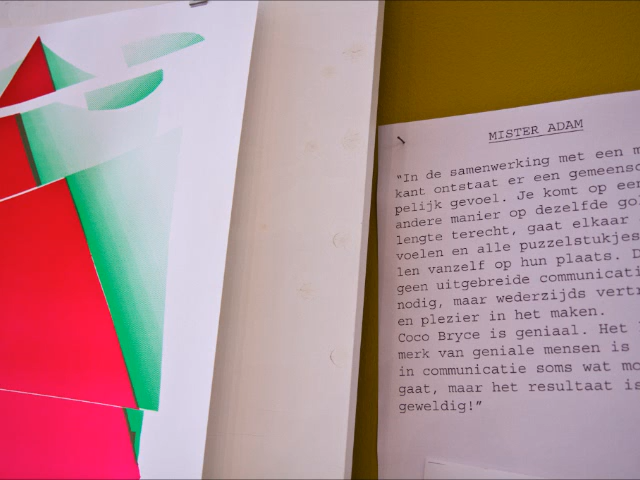 MISTER ADAM
"In de samenwerking met een
kant ontstaat er een gemeensc
pelijk gevoel. Je komt op een
andere manier op dezelfde gol
lengte terecht, gaat elkaar
voelen en alle puzzelstukjes
len vanzelf op hun plaats. D
geen uitgebreide communicati
nodig, maar wederzijds vertr
en plezier in het maken.
Coco Bryce is geniaal. Het
merk van geniale mensen is
in communicatie soms wat mo
gaat, maar het resultaat is
geweldig!"